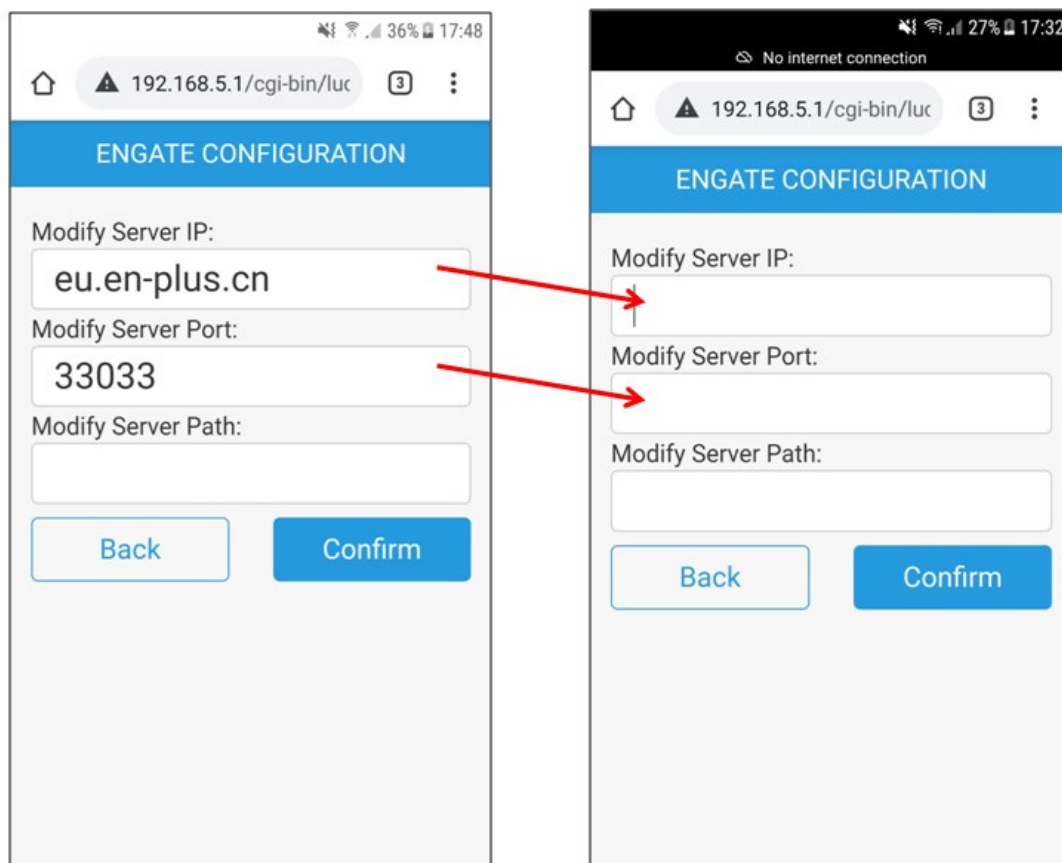 36% 17:48
192.168.5.1/cgi-bin/luc 3
ENGATE CONFIGURATION
Modify Server IP:
eu.en-plus.cn
Modify Server Port:
33033
Modify Server Path:
Back Confirm
27% 17:32
No internet connection
192.168.5.1/cgi-bin/luc 3
ENGATE CONFIGURATION
Modify Server IP:
Modify Server Port:
Modify Server Path:
Back Confirm